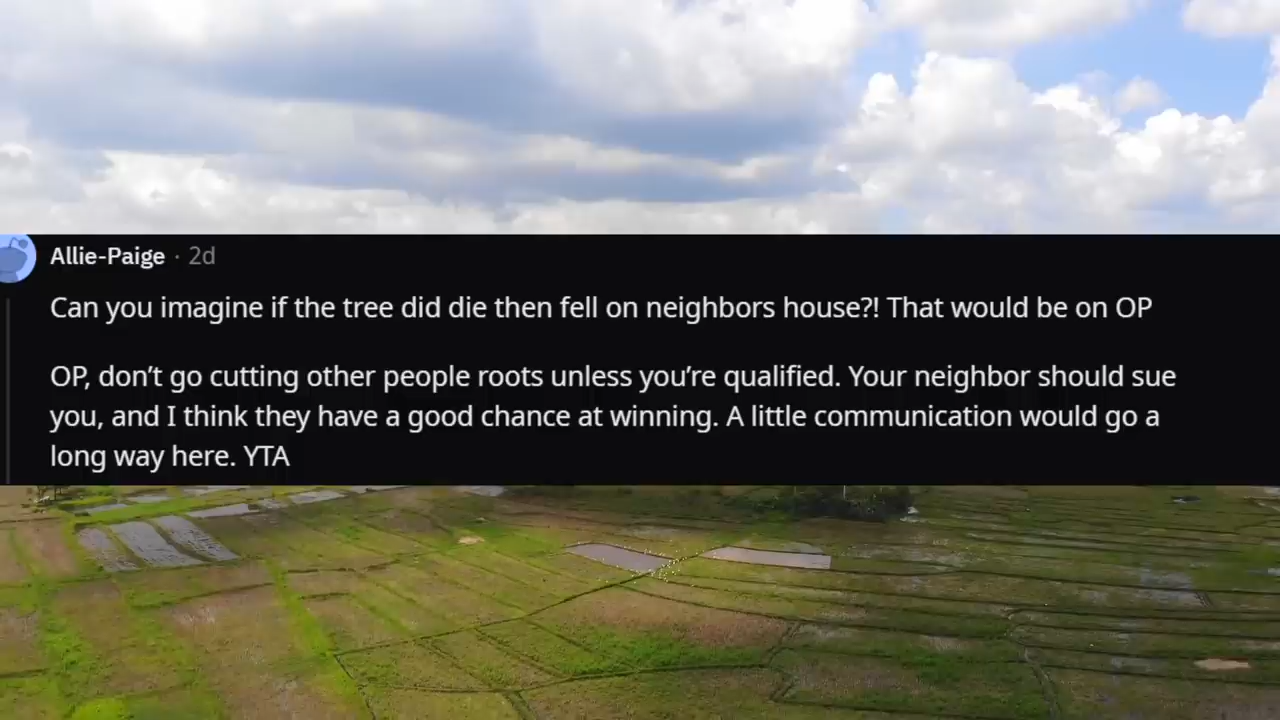 Allie-Paige · 2d
Can you imagine if the tree did die then fell on neighbors house?! That would be on OP
OP, don’t go cutting other people roots unless you’re qualified. Your neighbor should sue
you, and I think they have a good chance at winning. A little communication would go a
long way here. YTA